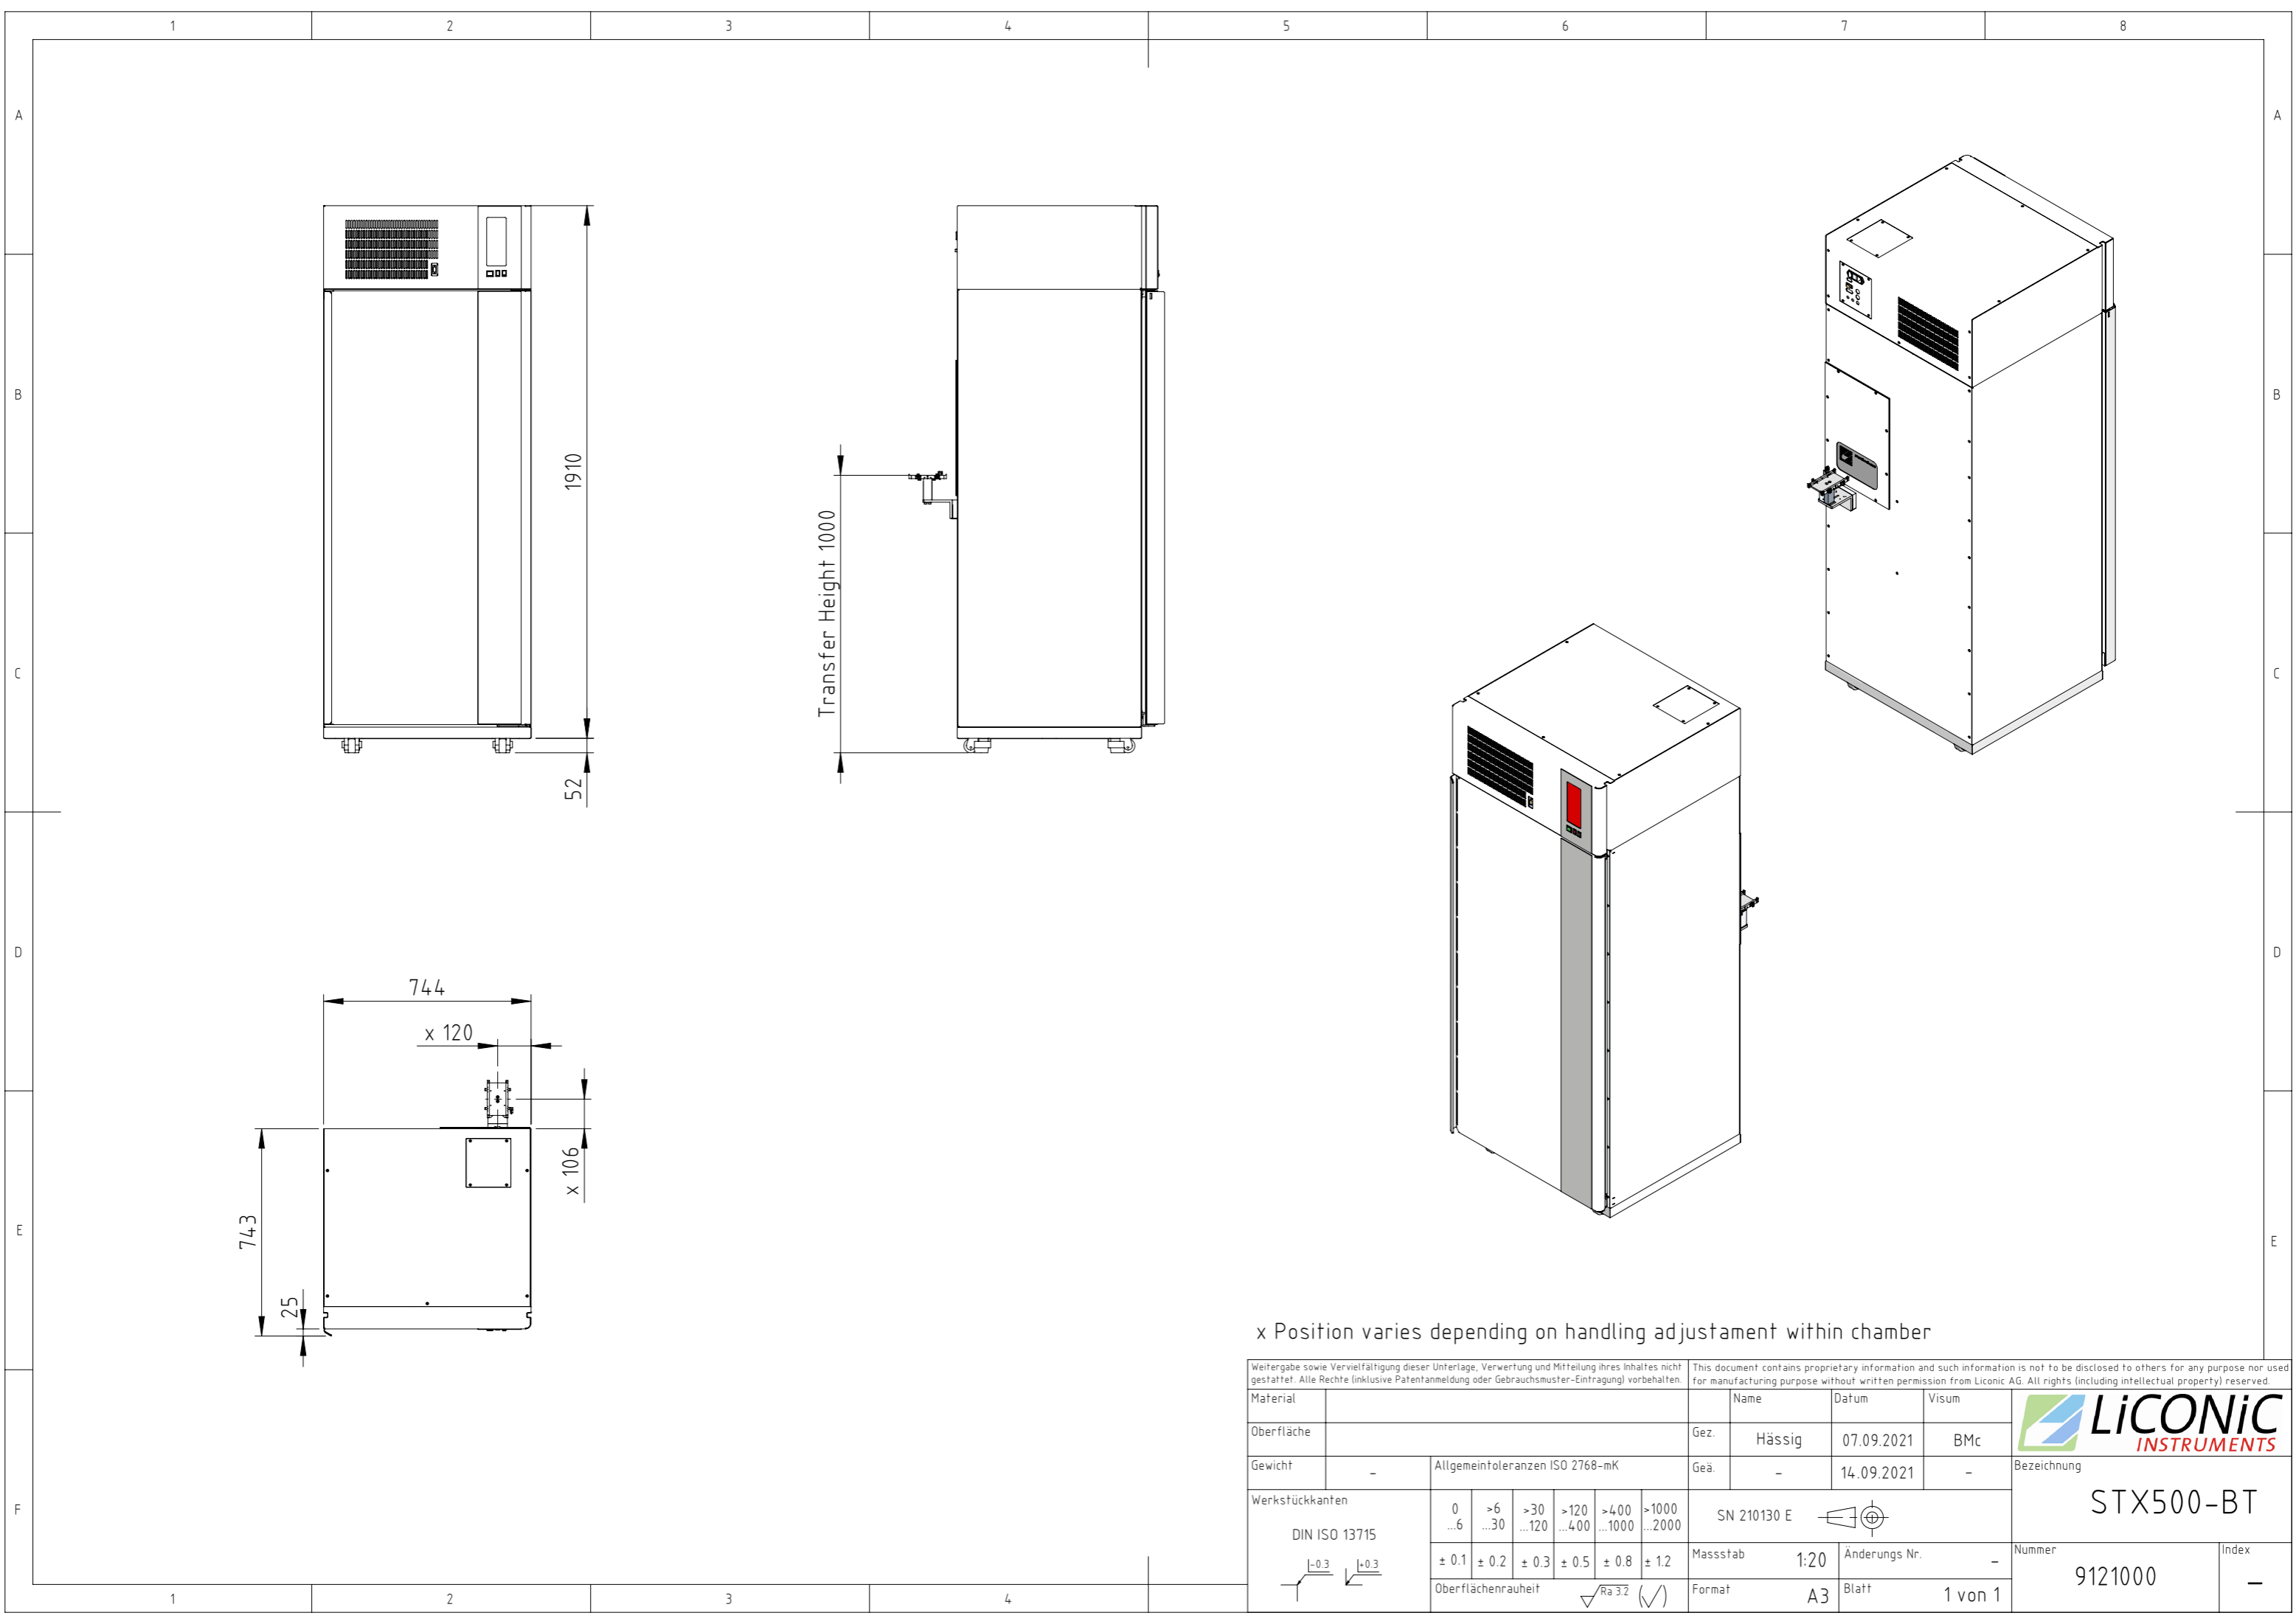 1 2 3 4 5 6 7 8
A A
B B
C C
D D
E E
F
1910
52
Transfer Height 1000
744
x 120
x 106
743
25
x Position varies depending on handling adjustament within chamber
Weitergabe sowie Vervielfältigung dieser Unterlage, Verwertung und Mitteilung ihres Inhaltes nicht
gestattet. Alle Rechte (inklusive Patentanmeldung oder Gebrauchsmuster-Eintragung) vorbehalten.
This document contains proprietary information and such information is not to be disclosed to others for any purpose nor used
for manufacturing purpose without written permission from Liconic AG. All rights (including intellectual property) reserved.
Material
Oberfläche
Gewicht -
Allgemeintoleranzen ISO 2768-mK
Werkstückkanten
DIN ISO 13715
-0.3 +0.3
0 >6 >30 >120 >400 >1000
...6 ...30 ...120 ...400 ...1000 ...2000
± 0.1 ± 0.2 ± 0.3 ± 0.5 ± 0.8 ± 1.2
Oberflächenrauheit Ra 3.2
Name Datum Visum
Gez. Hässig 07.09.2021 BMc
Geä. - 14.09.2021 -
SN 210130 E
Massstab 1:20 Änderungs Nr. -
Format A3 Blatt 1 von 1
LiCONiC
INSTRUMENTS
Bezeichnung
STX500-BT
Nummer Index
9121000 -
1 2 3 4